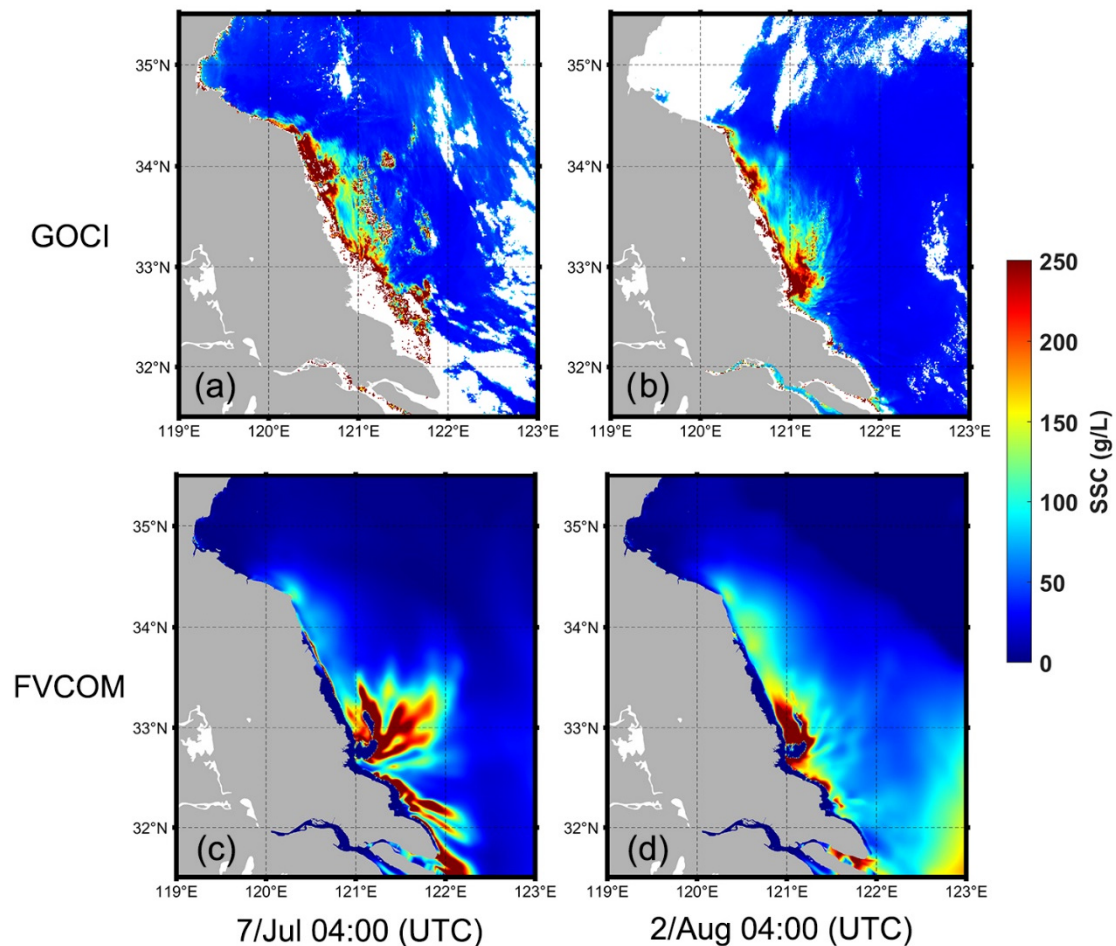 35°N
34°N
33°N
32°N
(a)
119°E 120°E 121°E 122°E 123°E
35°N
34°N
33°N
32°N
(b)
119°E 120°E 121°E 122°E 123°E
GOCI
250
200
150
100
50
0
SSC (g/L)
35°N
34°N
33°N
32°N
(c)
119°E 120°E 121°E 122°E 123°E
35°N
34°N
33°N
32°N
(d)
119°E 120°E 121°E 122°E 123°E
FVCOM
7/Jul 04:00 (UTC)
2/Aug 04:00 (UTC)